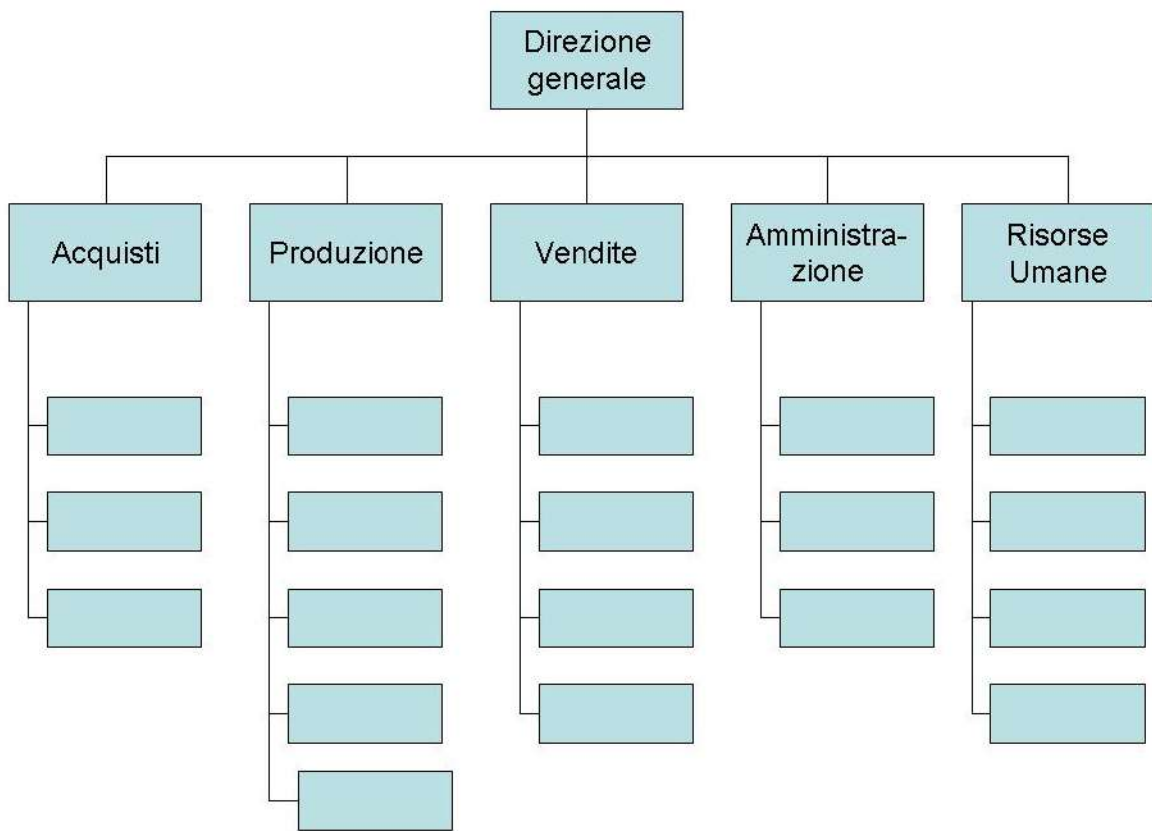 Direzione
generale
Acquisti
Produzione
Vendite
Amministra-
zione
Risorse
Umane